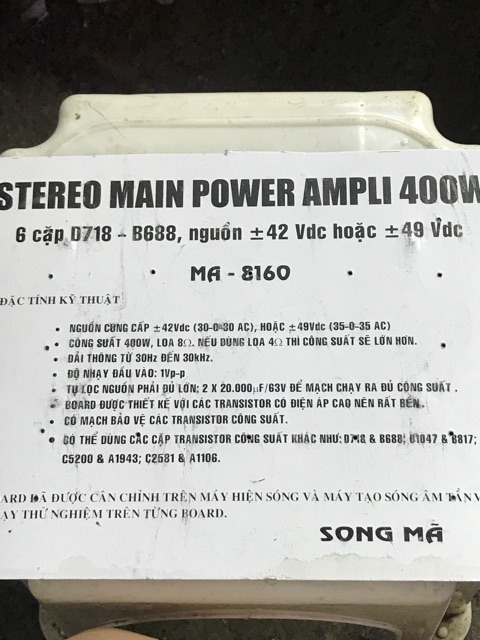 STEREO MAIN POWER AMPLI 400W
6 cặp D718 - B688, nguồn ±42 Vdc hoặc ±49 Vdc
MA - 8160
ĐẶC TÍNH KỸ THUẬT
• NGUỒN CUNG CẤP ±42Vdc (30-0-30 AC), HOẶC ±49Vdc (35-0-35 AC)
• CÔNG SUẤT 400W, LOA 8Ω. NẾU DÙNG LOA 4Ω THÌ CÔNG SUẤT SẼ LỚN HƠN.
• DẢI THÔNG TỪ 30Hz ĐẾN 30kHz.
• ĐỘ NHẠY ĐẦU VÀO: 1Vp-p
• TỤ LỌC NGUỒN PHẢI ĐỦ LỚN; 2 X 20.000µF/63V ĐỂ MẠCH CHẠY RA ĐỦ CÔNG SUẤT.
• BOARD ĐƯỢC THIẾT KẾ VỚI CÁC TRANSISTOR CÓ ĐIỆN ÁP CAO NÊN RẤT BỀN.
• CÓ MẠCH BẢO VỆ CÁC TRANSISTOR CÔNG SUẤT.
• CÓ THỂ DÙNG CÁC CẶP TRANSISTOR CÔNG SUẤT KHÁC NHƯ: D718 & B688; D1047 & B817;
C5200 & A1943; C2581 & A1106.
ARD ĐÃ ĐƯỢC CÂN CHỈNH TRÊN MÁY HIỆN SÓNG VÀ MÁY TẠO SÓNG ÂM TẦN V
ẠY THỬ NGHIỆM TRÊN TỪNG BOARD.
SONG MÃ